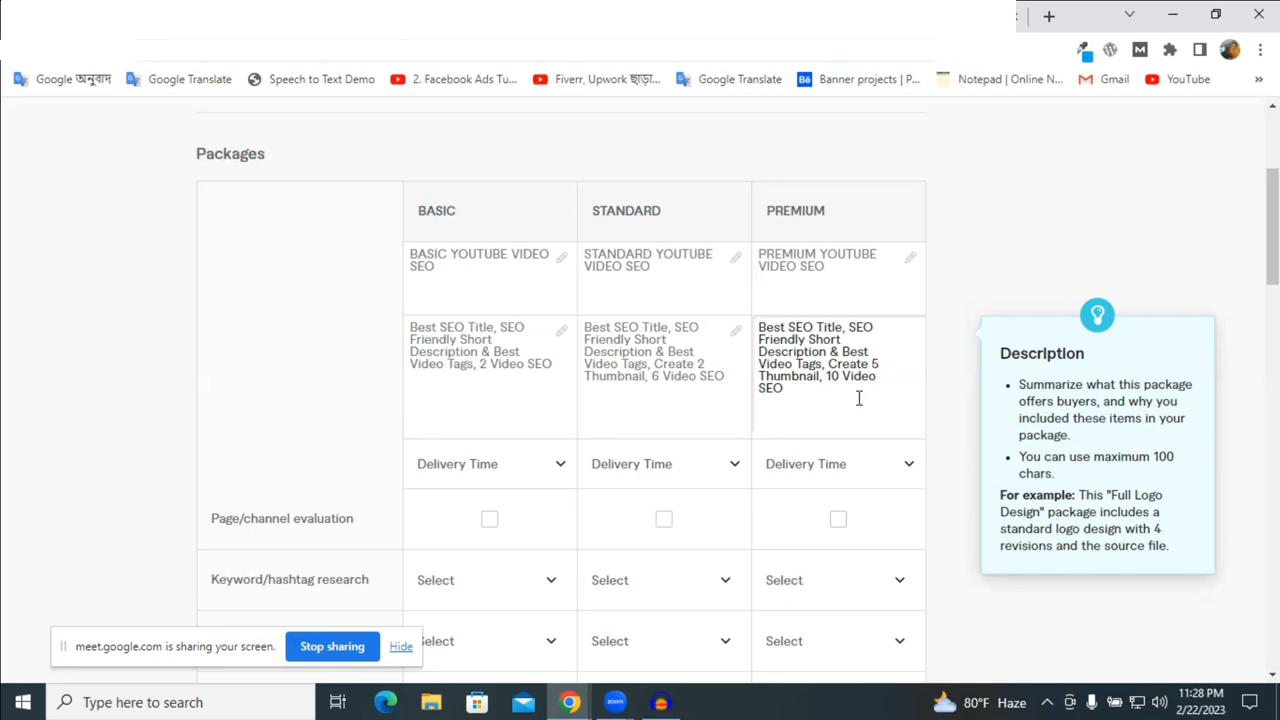 Google অনুবাদ
Google Translate
Speech to Text Demo
2. Facebook Ads Tu...
Fiverr, Upwork ছাড়া...
Google Translate
Banner projects | P...
Notepad | Online N...
Gmail
YouTube
Packages
BASIC
STANDARD
PREMIUM
BASIC YOUTUBE VIDEO
SEO
STANDARD YOUTUBE
VIDEO SEO
PREMIUM YOUTUBE
VIDEO SEO
Best SEO Title, SEO
Friendly Short
Description & Best
Video Tags, 2 Video SEO
Best SEO Title, SEO
Friendly Short
Description & Best
Video Tags, Create 2
Thumbnail, 6 Video SEO
Best SEO Title, SEO
Friendly Short
Description & Best
Video Tags, Create 5
Thumbnail, 10 Video
SEO
Delivery Time
Delivery Time
Delivery Time
Page/channel evaluation
Keyword/hashtag research
Select
Select
Select
elect
Select
Select
Description
Summarize what this package
offers buyers, and why you
included these items in your
package.
You can use maximum 100
chars.
For example: This "Full Logo
Design" package includes a
standard logo design with 4
revisions and the source file.
meet.google.com is sharing your screen.
Stop sharing
Hide
Type here to search
zoom
80°F Haze
11:28 PM
2/22/2023